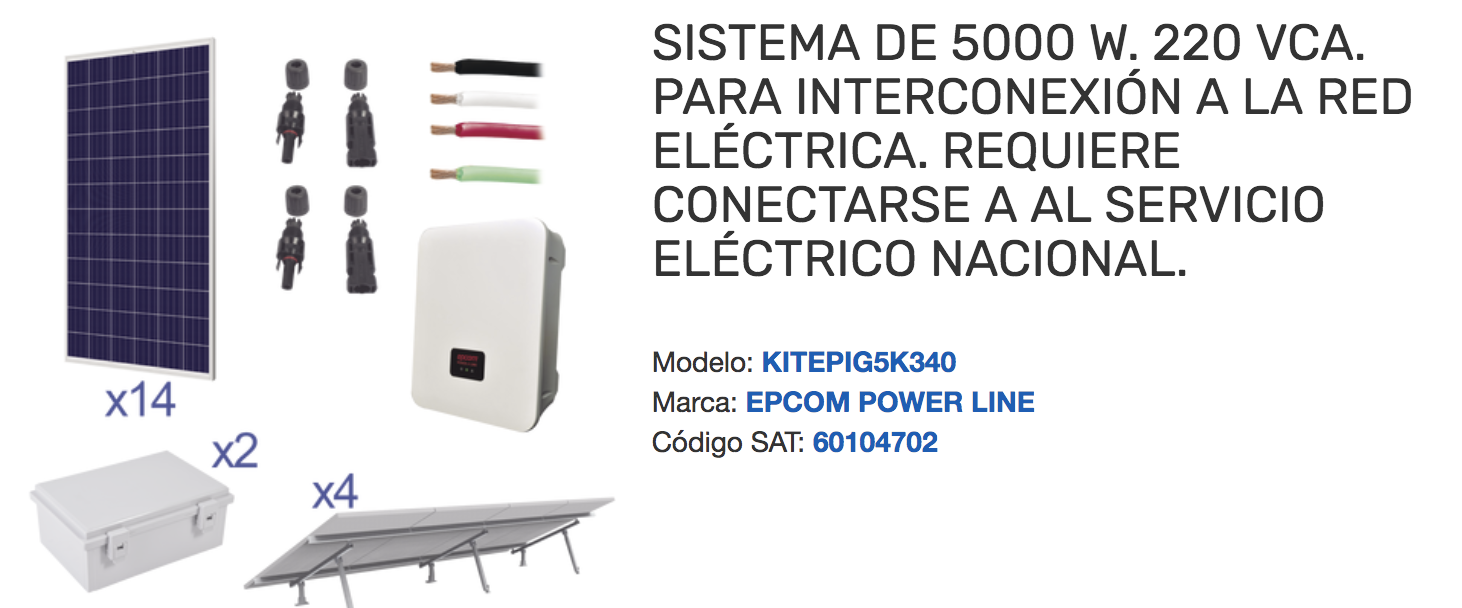 SISTEMA DE 5000 W. 220 VCA.
PARA INTERCONEXIÓN A LA RED
ELÉCTRICA. REQUIERE
CONECTARSE A AL SERVICIO
ELÉCTRICO NACIONAL.
Modelo: KITEPIG5K340
Marca: EPCOM POWER LINE
Código SAT: 60104702
x14
x2
x4